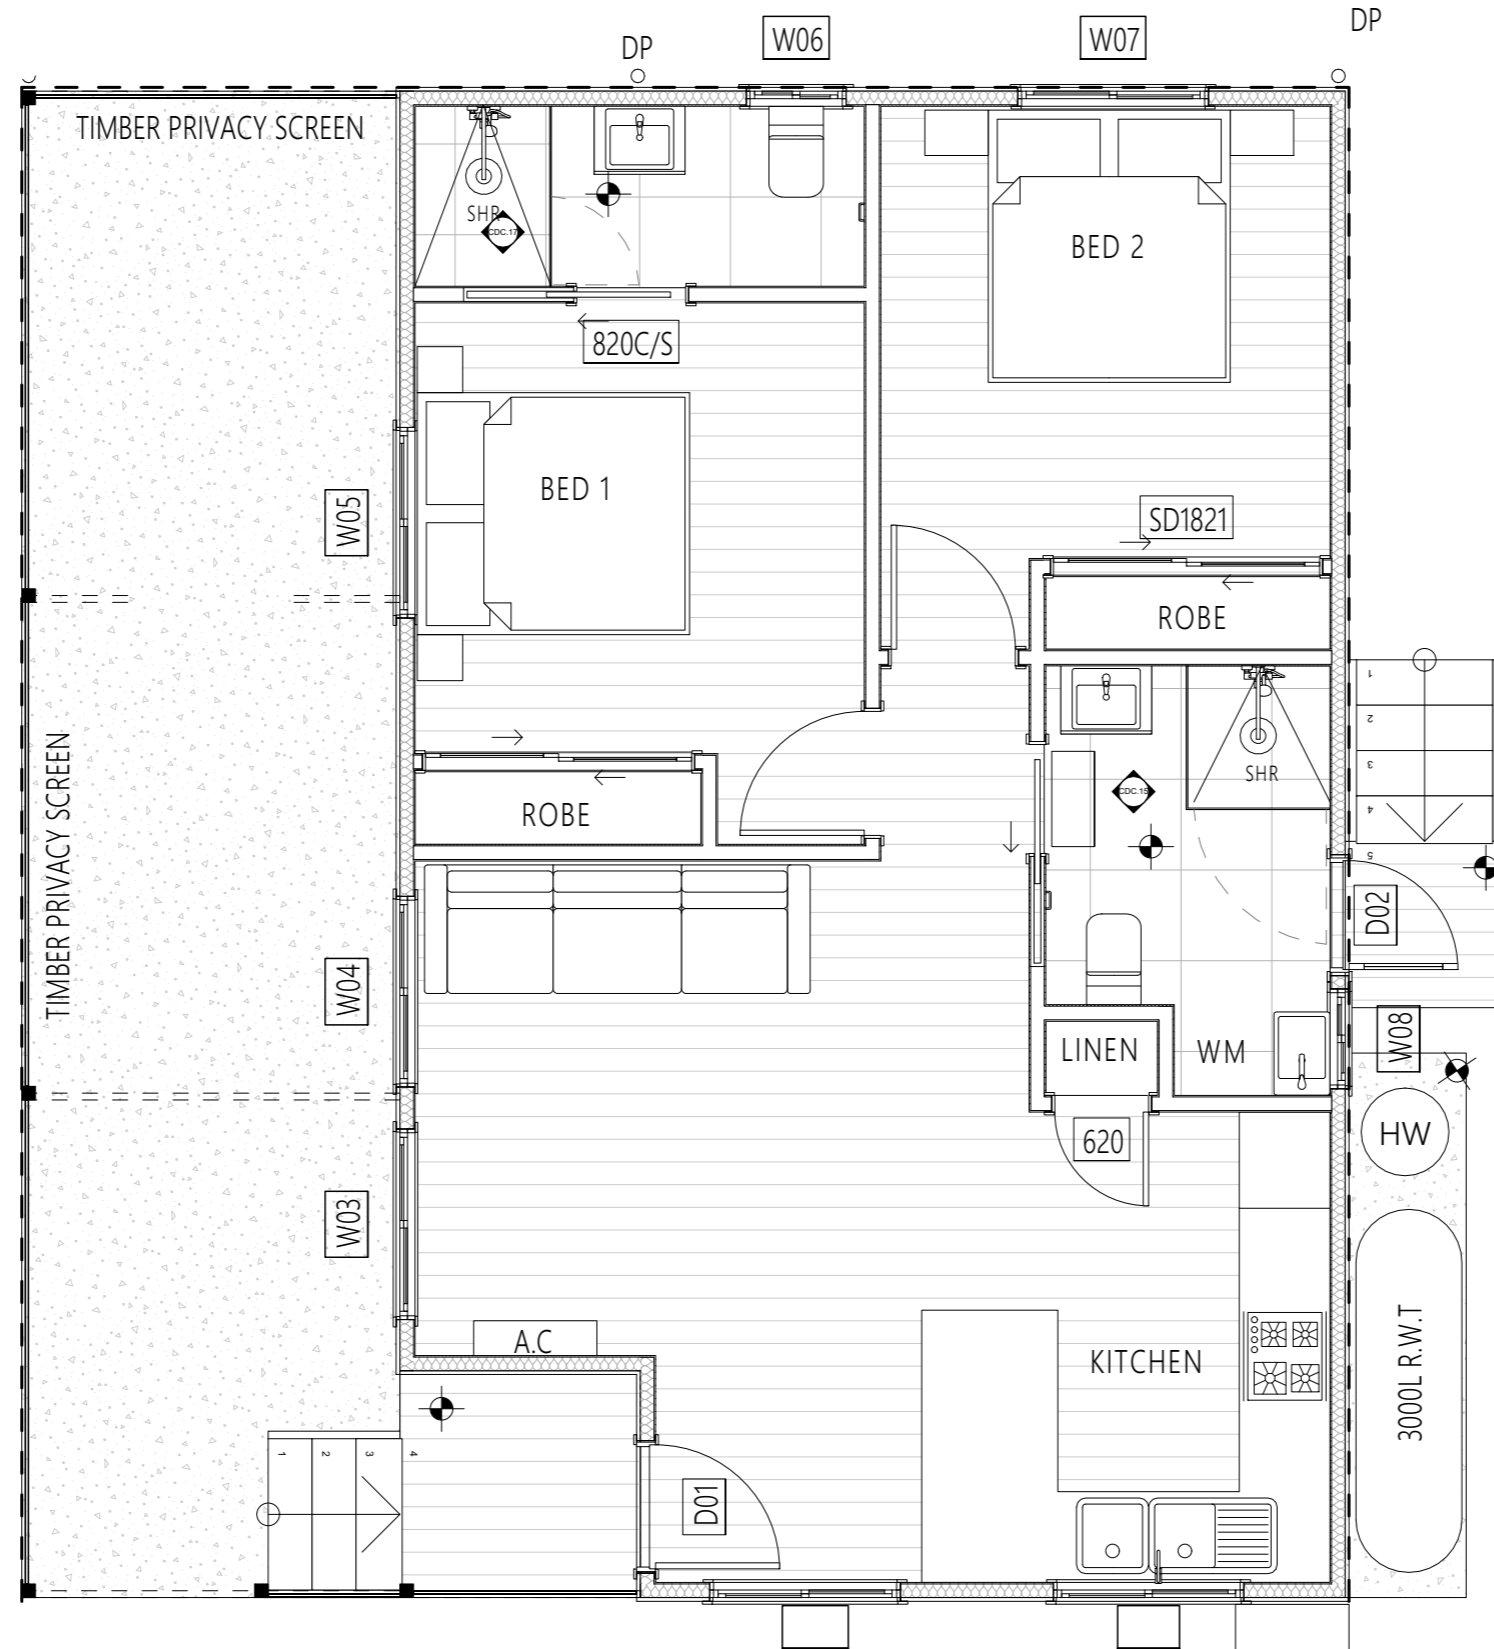 DP
W06
W07
DP
TIMBER PRIVACY SCREEN
SHR
CDC.17
BED 2
820C/S
BED 1
W05
SD1821
ROBE
1
2
3
4
5
SHR
CDC.15
ROBE
TIMBER PRIVACY SCREEN
D02
W04
LINEN
WM
W08
HW
620
W03
A.C
KITCHEN
3000L R.W.T
1
2
3
4
D01